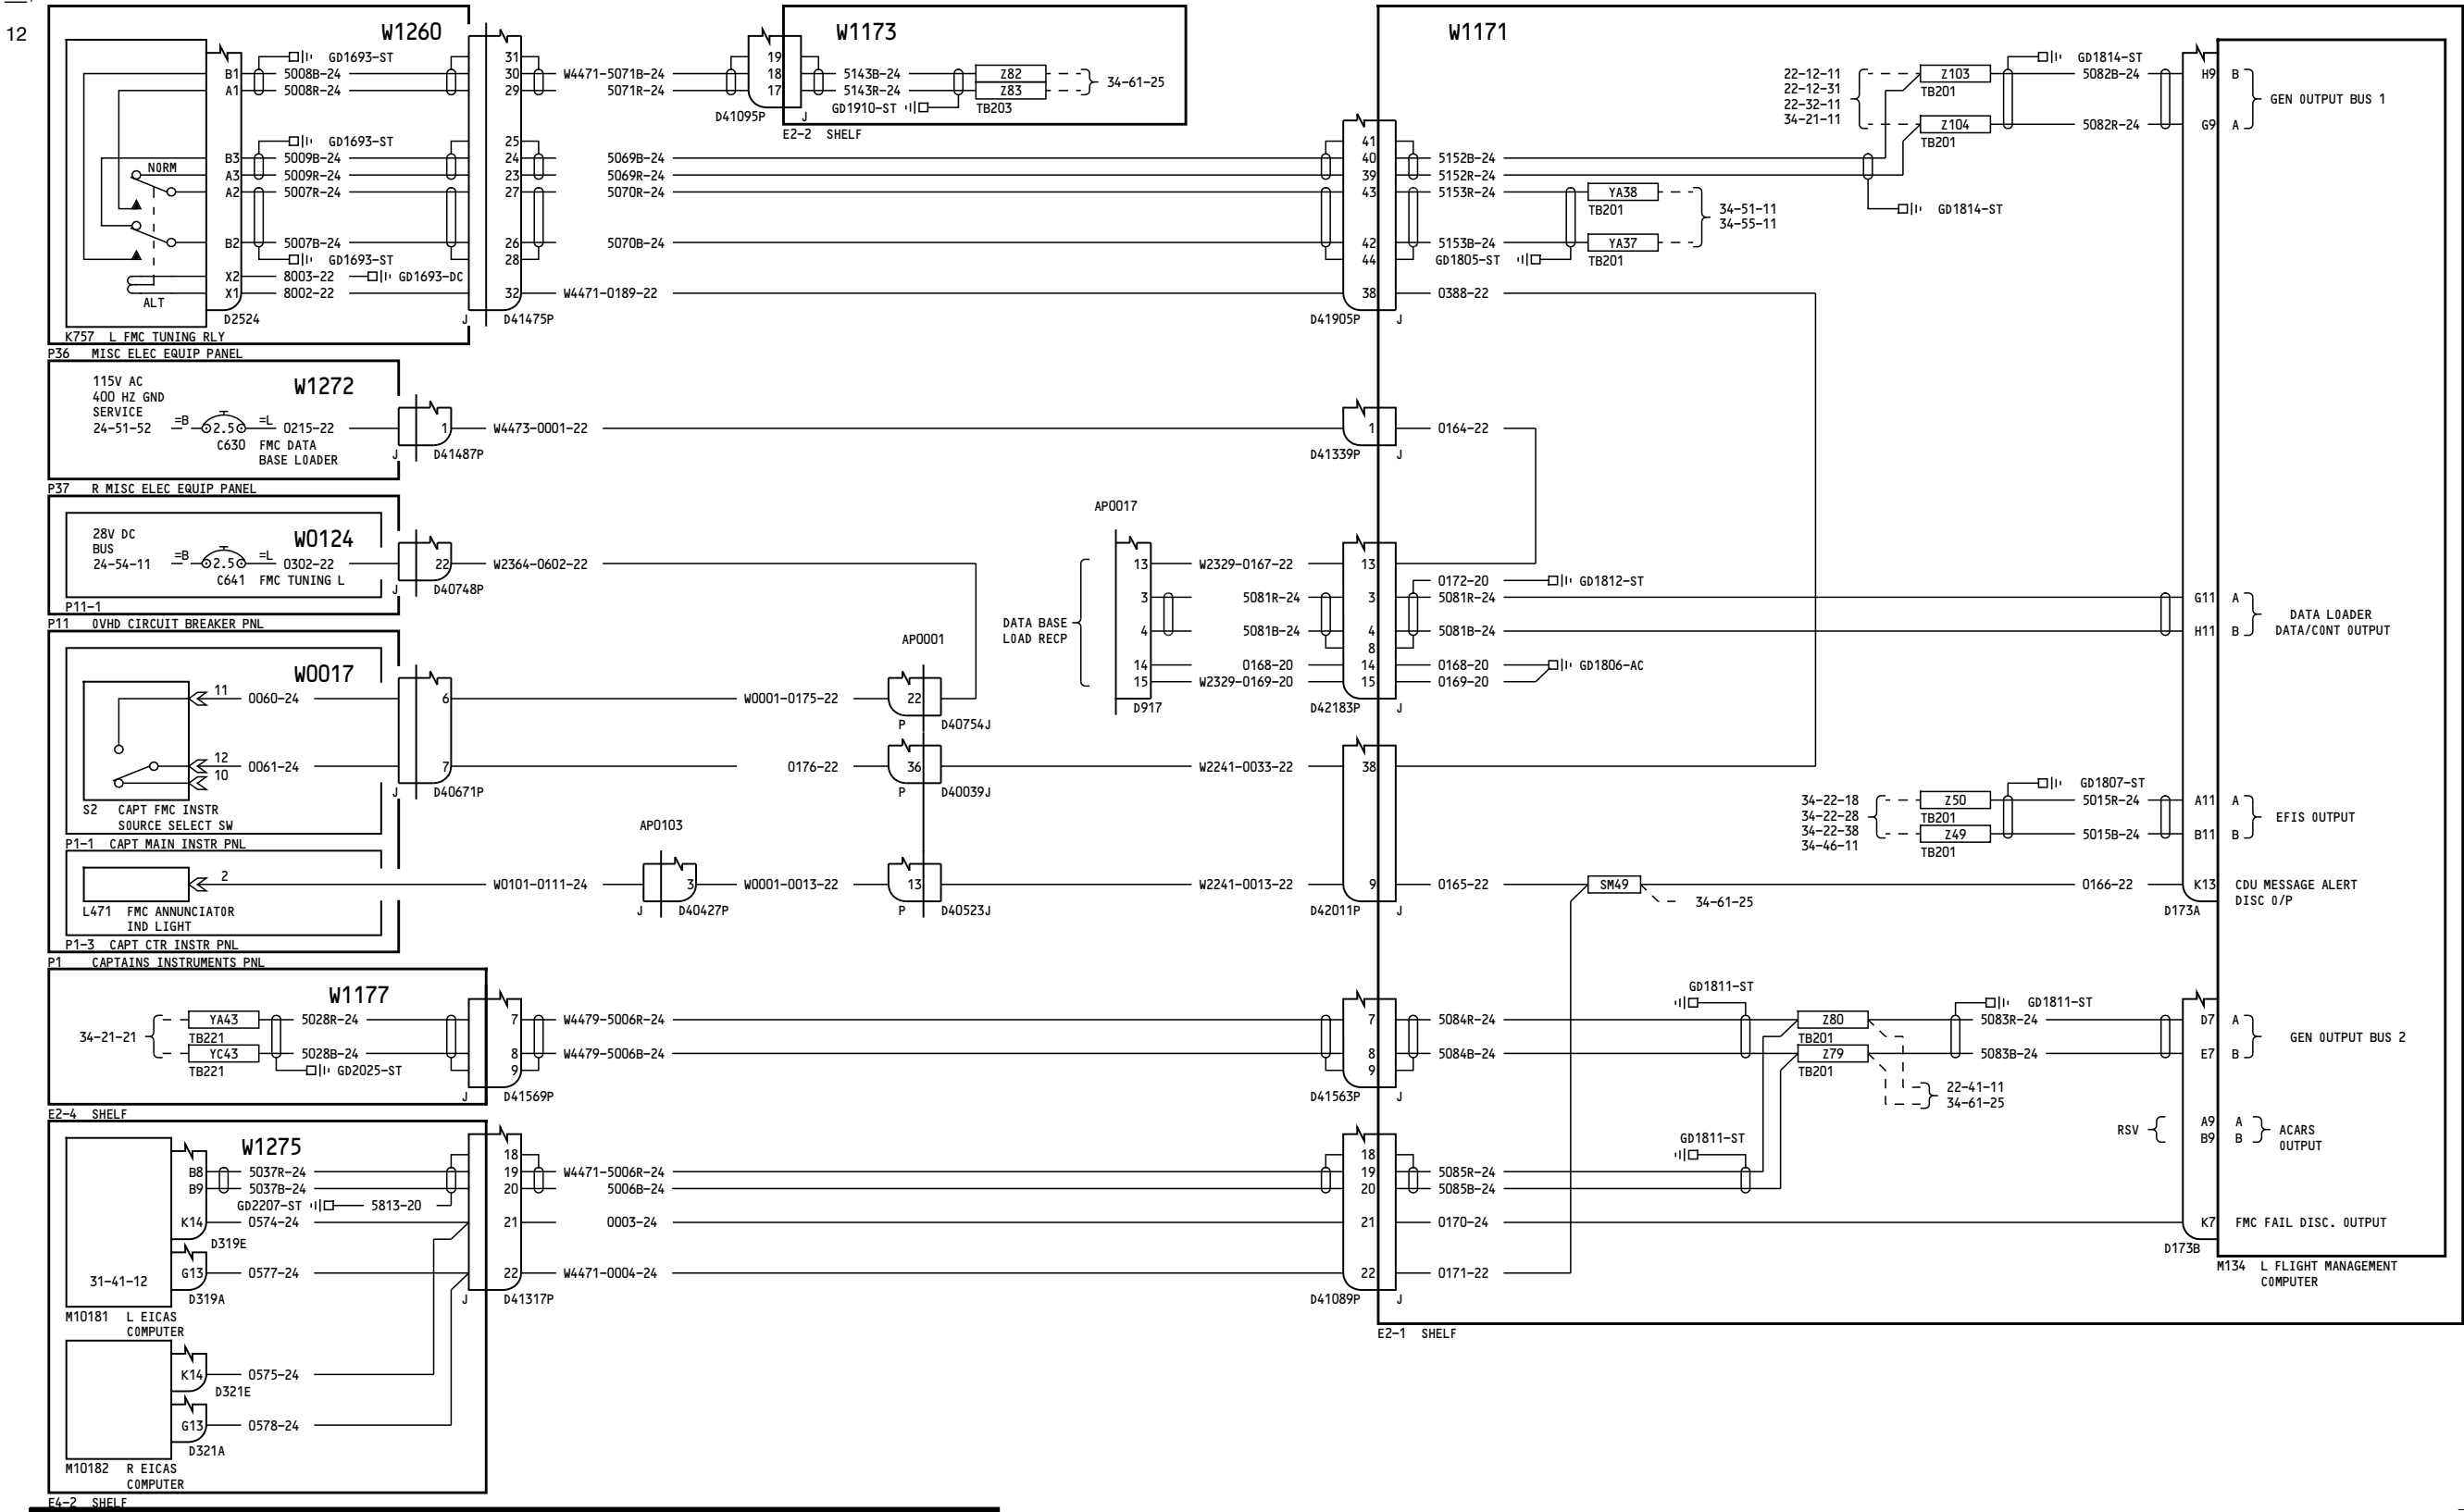 12
W1260
B1 5008B-24
A1 5008R-24
GD1693-ST
B3 5009B-24
A3 5009R-24
A2 5007R-24
GD1693-ST
B2 5007B-24
GD1693-ST
X2 8003-22 GD1693-DC
X1 8002-22
NORM
ALT
D2524
K757 L FMC TUNING RLY
P36 MISC ELEC EQUIP PANEL
31
30 W4471-5071B-24
29 5071R-24
25
24 5069B-24
23 5069R-24
27 5070R-24
26 5070B-24
28
32 W4471-0189-22
J D41475P
W1173
19
18 5143B-24 Z82
17 5143R-24 Z83
34-61-25
GD1910-ST TB203
D41095P J
E2-2 SHELF
W1171
41
40 5152B-24
39 5152R-24
43 5153R-24 YA38
TB201
34-51-11
34-55-11
42 5153B-24 YA37
44 GD1805-ST TB201
38 0388-22
D41905P J
GD1814-ST
22-12-11
22-12-31
22-32-11
34-21-11
Z103 5082B-24 H9 B
TB201
Z104 5082R-24 G9 A
TB201
GEN OUTPUT BUS 1
GD1814-ST
115V AC
400 HZ GND
SERVICE
24-51-52
W1272
=B 2.5 =L 0215-22
C630 FMC DATA
BASE LOADER
1 W4473-0001-22
J D41487P
P37 R MISC ELEC EQUIP PANEL
1 0164-22
D41339P J
28V DC
BUS
24-54-11
W0124
=B 2.5 =L 0302-22
C641 FMC TUNING L
22 W2364-0602-22
J D40748P
P11-1
P11 OVHD CIRCUIT BREAKER PNL
AP0017
DATA BASE
LOAD RECP
13 W2329-0167-22 13
0172-20 GD1812-ST
3 5081R-24 3 5081R-24 G11 A
4 5081B-24 4 5081B-24 H11 B
8
14 0168-20 14 0168-20 GD1806-AC
15 W2329-0169-20 15 0169-20
D917 D42183P J
DATA LOADER
DATA/CONT OUTPUT
W0017
11 0060-24 6 W0001-0175-22 22
AP0001
P D40754J
12 0061-24 7 0176-22 36 W2241-0033-22 38
10
J D40671P
P D40039J
S2 CAPT FMC INSTR
SOURCE SELECT SW
P1-1 CAPT MAIN INSTR PNL
GD1807-ST
34-22-18
34-22-28
34-22-38
34-46-11
Z50 5015R-24 A11 A
TB201
Z49 5015B-24 B11 B
TB201
EFIS OUTPUT
AP0103
2 W0101-0111-24 3 W0001-0013-22 13 W2241-0013-22 9 0165-22 SM49 0166-22 K13
CDU MESSAGE ALERT
DISC O/P
34-61-25
J D40427P P D40523J D42011P J D173A
L471 FMC ANNUNCIATOR
IND LIGHT
P1-3 CAPT CTR INSTR PNL
P1 CAPTAINS INSTRUMENTS PNL
W1177
34-21-21
YA43 5028R-24 7 W4479-5006R-24 7 5084R-24 Z80 5083R-24 D7 A
TB221 TB201
YC43 5028B-24 8 W4479-5006B-24 8 5084B-24 Z79 5083B-24 E7 B
TB221 GD2025-ST 9 9 TB201
GD1811-ST
GD1811-ST
GEN OUTPUT BUS 2
J D41569P D41563P J
22-41-11
34-61-25
E2-4 SHELF
RSV
A9 A
B9 B
ACARS
OUTPUT
W1275
18 18
GD1811-ST
B8 5037R-24 19 W4471-5006R-24 19 5085R-24
B9 5037B-24 20 5006B-24 20 5085B-24
GD2207-ST 5813-20
K14 0574-24 21 0003-24 21 0170-24 K7 FMC FAIL DISC. OUTPUT
D319E D173B
31-41-12
G13 0577-24 22 W4471-0004-24 22 0171-22
D319A J D41317P D41089P J
M10181 L EICAS
COMPUTER
M134 L FLIGHT MANAGEMENT
COMPUTER
E2-1 SHELF
K14 0575-24
D321E
G13 0578-24
D321A
M10182 R EICAS
COMPUTER
E4-2 SHELF